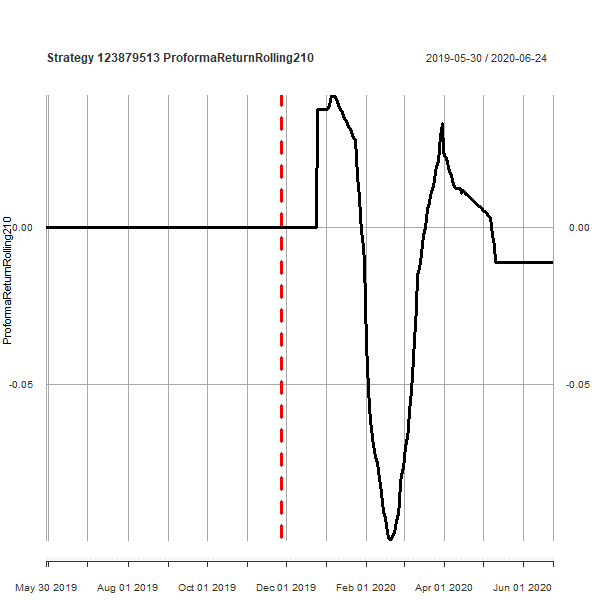 Strategy 123879513 ProformaReturnRolling210
2019-05-30 / 2020-06-24
ProformaReturnRolling210
0.00
0.00
-0.05
-0.05
May 30 2019
Aug 01 2019
Oct 01 2019
Dec 01 2019
Feb 01 2020
Apr 01 2020
Jun 01 2020